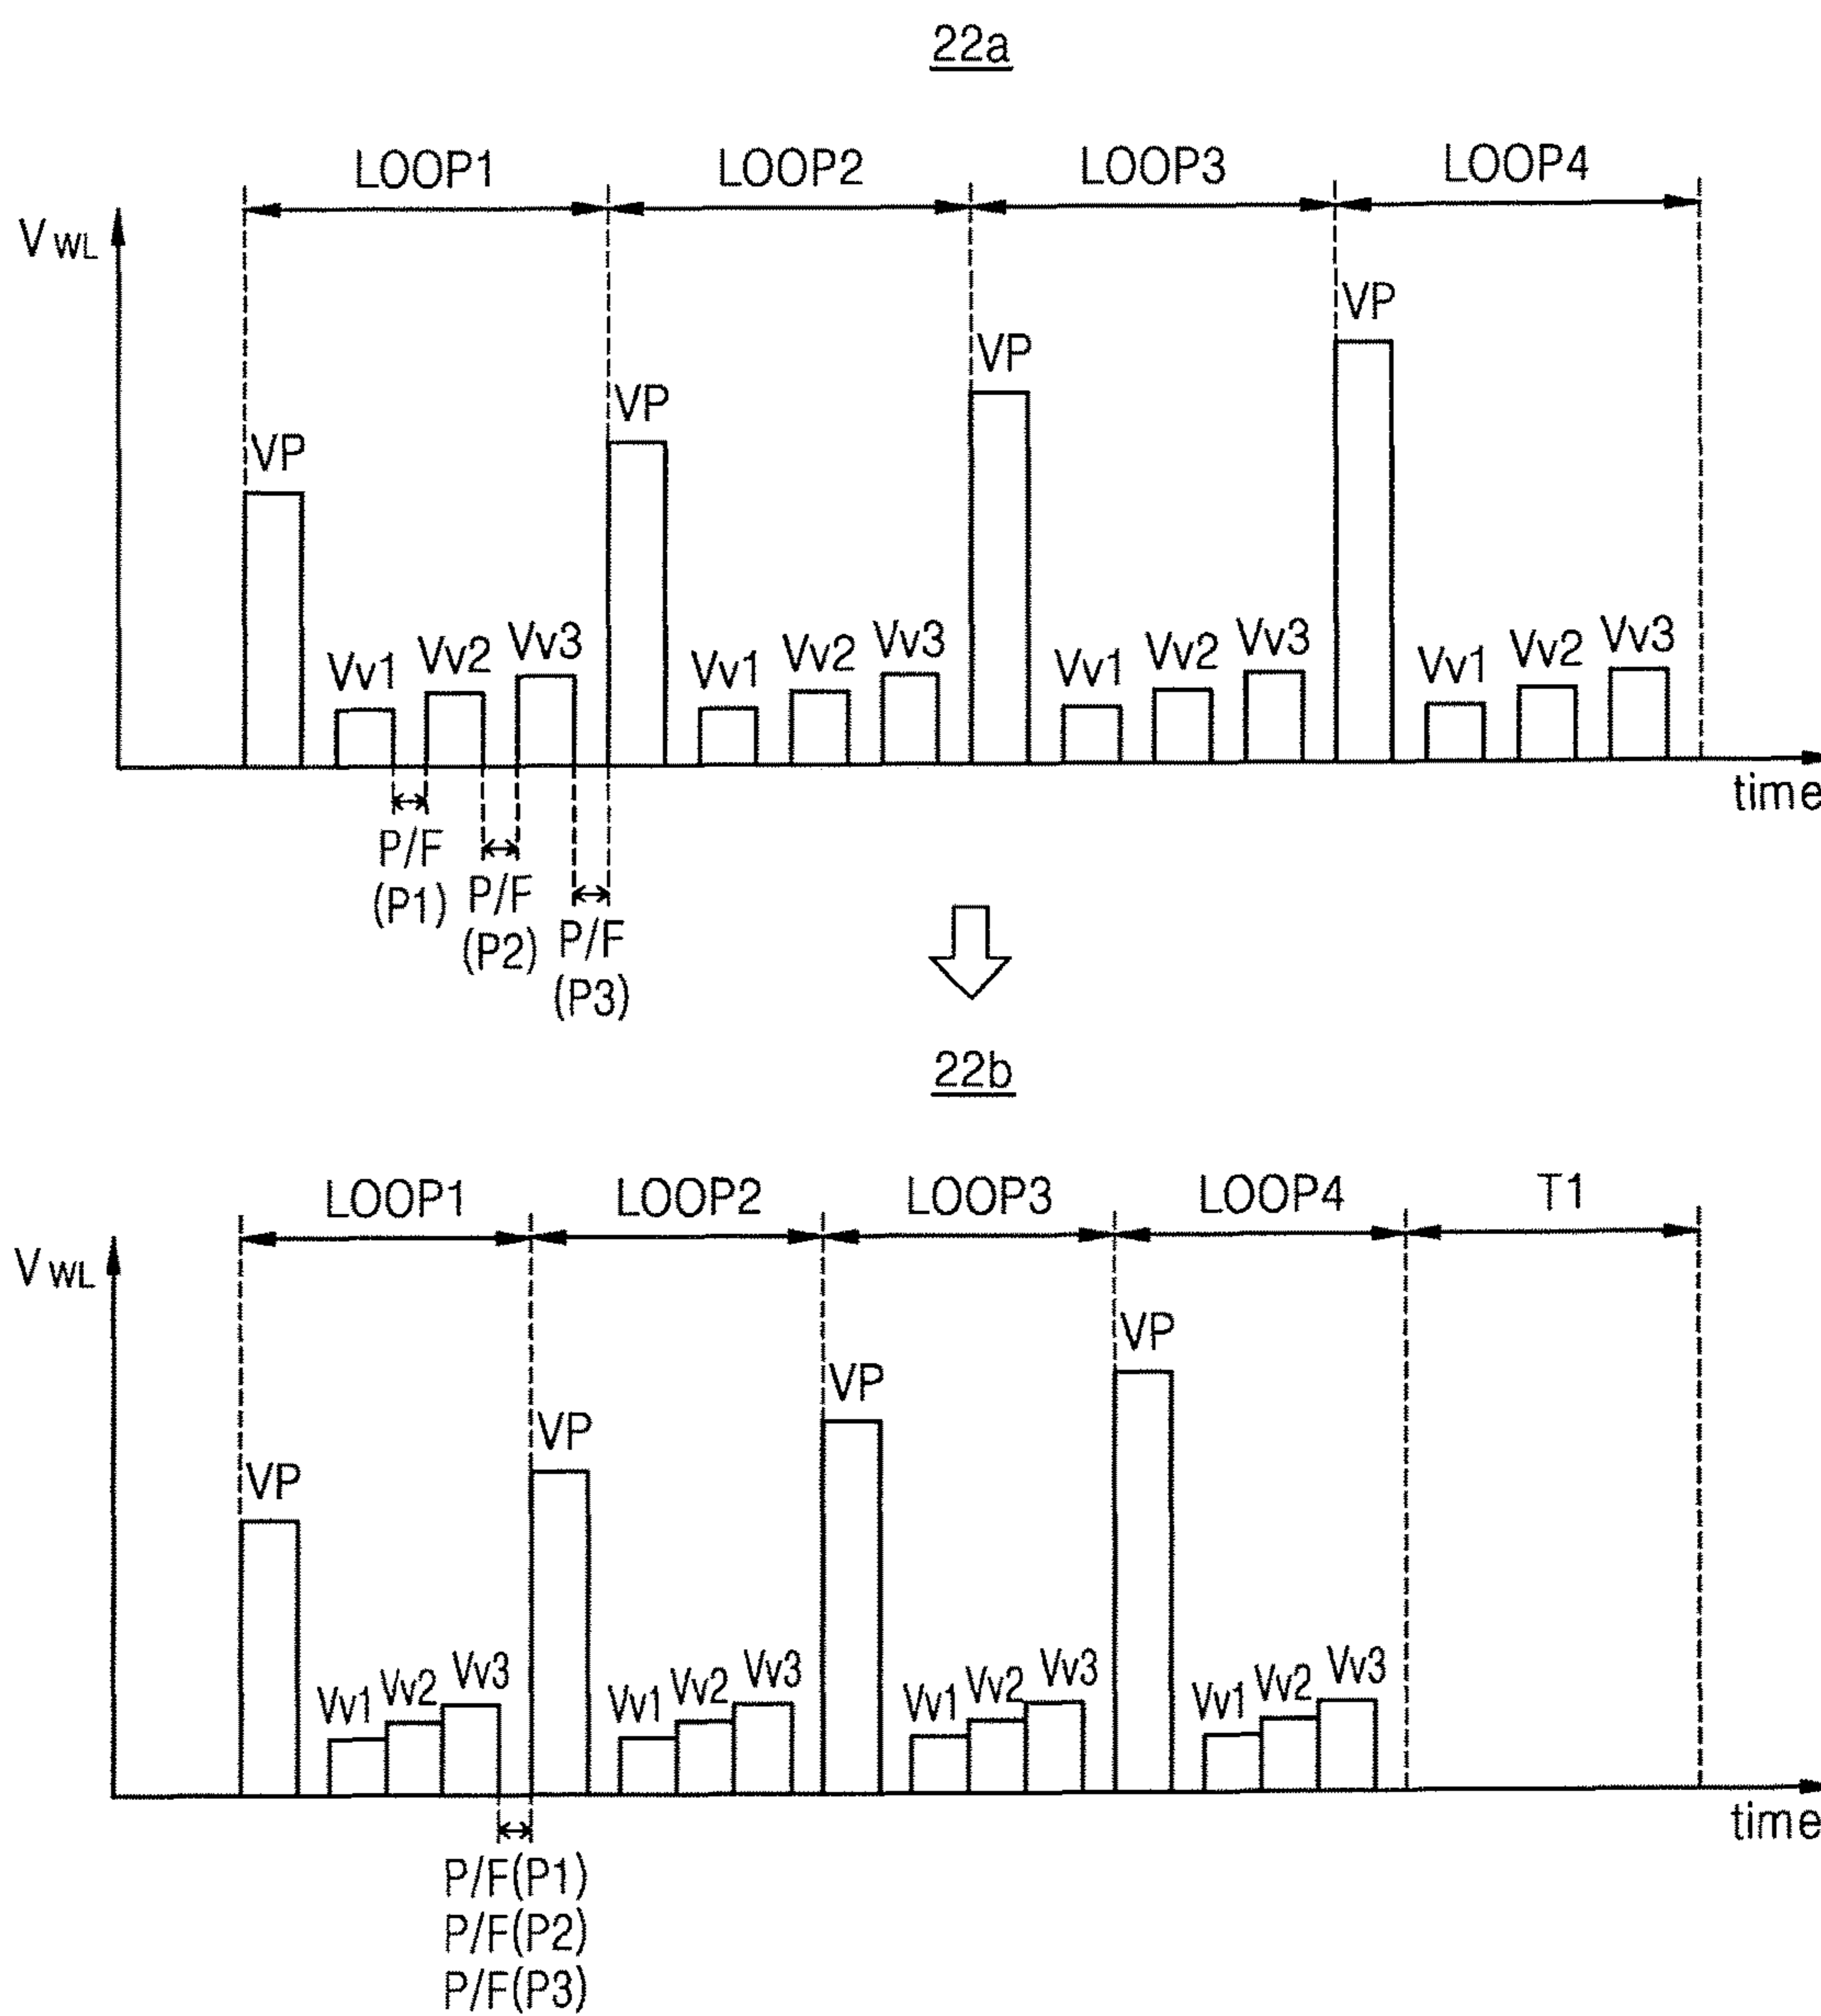 22a
LOOP1 LOOP2 LOOP3 LOOP4
VWL
VP VP VP VP
Vv1 Vv2 Vv3 Vv1 Vv2 Vv3 Vv1 Vv2 Vv3 Vv1 Vv2 Vv3
time
P/F
(P1)
P/F
(P2)
P/F
(P3)
22b
LOOP1 LOOP2 LOOP3 LOOP4 T1
VWL
VP VP VP VP
Vv1 Vv2 Vv3 Vv1 Vv2 Vv3 Vv1 Vv2 Vv3 Vv1 Vv2 Vv3
time
P/F(P1)
P/F(P2)
P/F(P3)